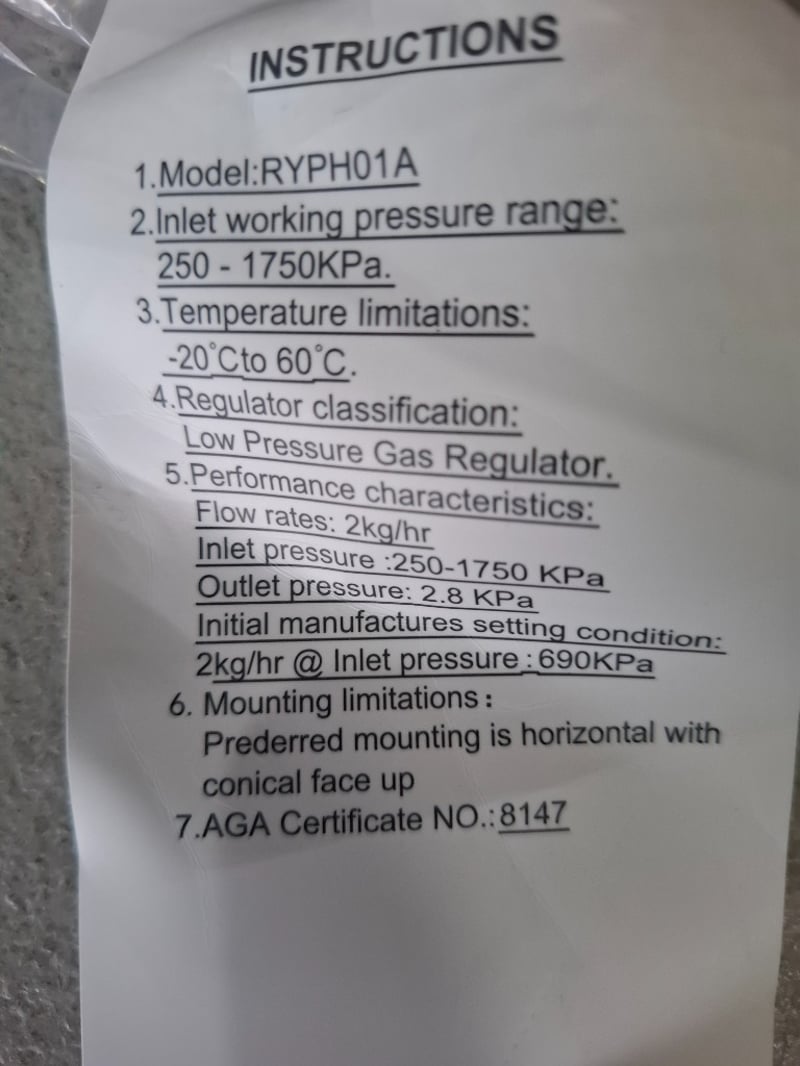 INSTRUCTIONS
1.Model:RYPH01A
2.Inlet working pressure range:
250 - 1750KPa.
3.Temperature limitations:
-20°Cto 60°C.
4.Regulator classification:
Low Pressure Gas Regulator.
5.Performance characteristics:
Flow rates: 2kg/hr
Inlet pressure :250-1750 KPa
Outlet pressure: 2.8 KPa
Initial manufactures setting condition:
2kg/hr @ Inlet pressure : 690KPa
6. Mounting limitations :
Prederred mounting is horizontal with
conical face up
7.AGA Certificate NO.:8147